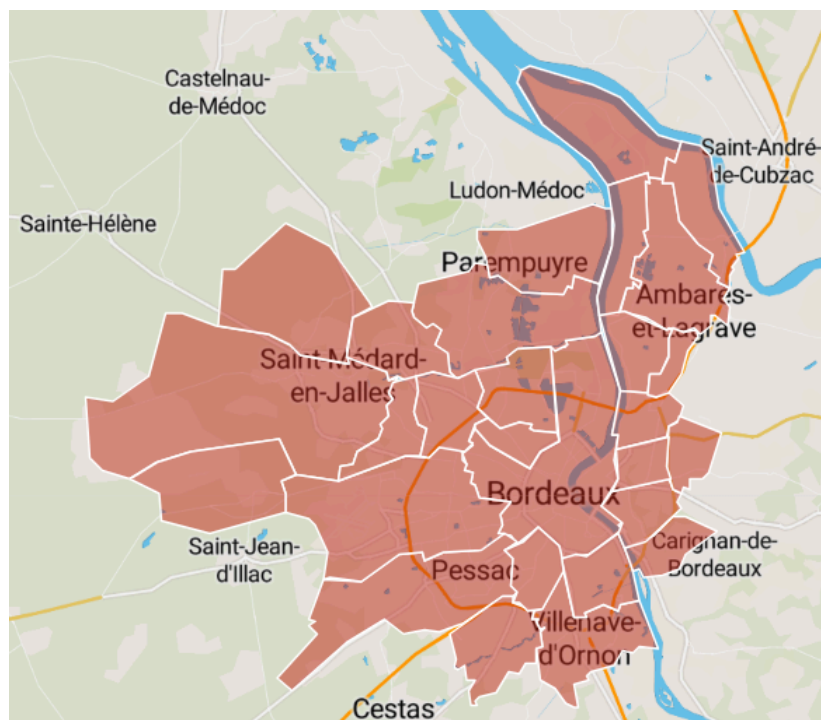 Castelnau-
de-Médoc
Saint-André-
de-Cubzac
Ludon-Médoc
Sainte-Hélène
Parempuyre
Ambarès-
et-Lagrave
Saint-Médard-
en-Jalles
Bordeaux
Saint-Jean-
d'Illac
Carignan-de-
Bordeaux
Pessac
Villenave-
d'Ornon
Cestas